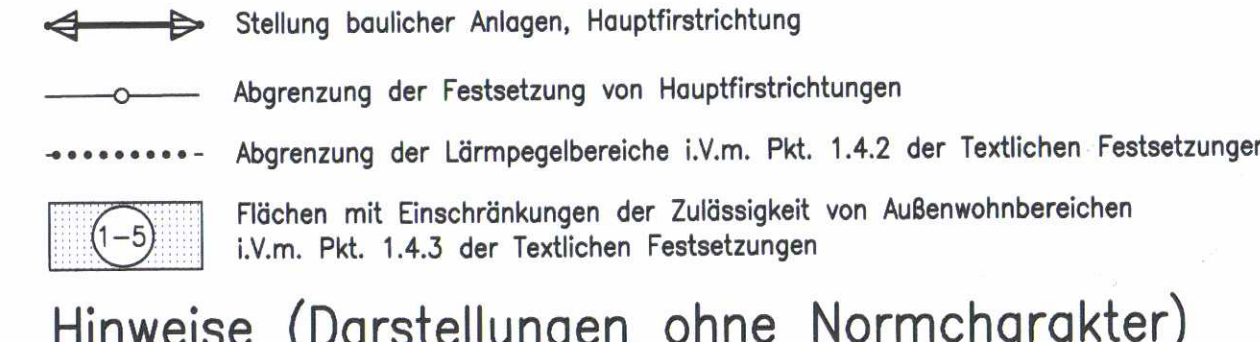 Stellung baulicher Anlagen, Hauptfirstrichtung
Abgrenzung der Festsetzung von Hauptfirstrichtungen
Abgrenzung der Lärmpegelbereiche i.V.m. Pkt. 1.4.2 der Textlichen Festsetzungen
1-5
Flächen mit Einschränkungen der Zulässigkeit von Außenwohnbereichen
i.V.m. Pkt. 1.4.3 der Textlichen Festsetzungen
Hinweise (Darstellungen ohne Normcharakter)